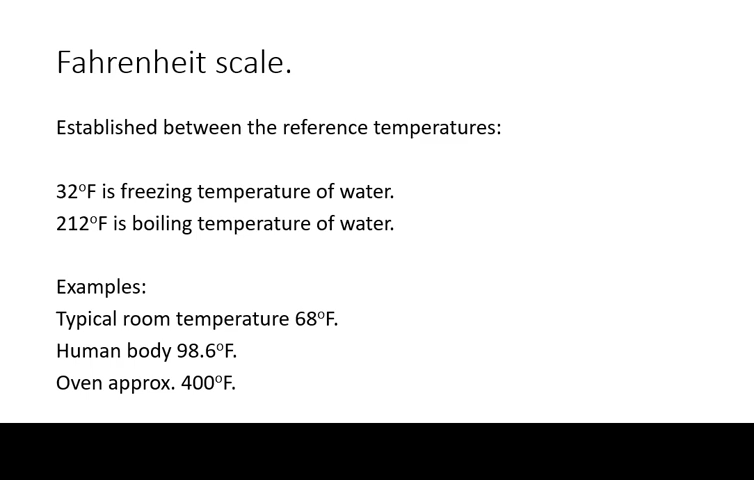 Fahrenheit scale.
Established between the reference temperatures:
32ºF is freezing temperature of water.
212ºF is boiling temperature of water.
Examples:
Typical room temperature 68ºF.
Human body 98.6ºF.
Oven approx. 400ºF.